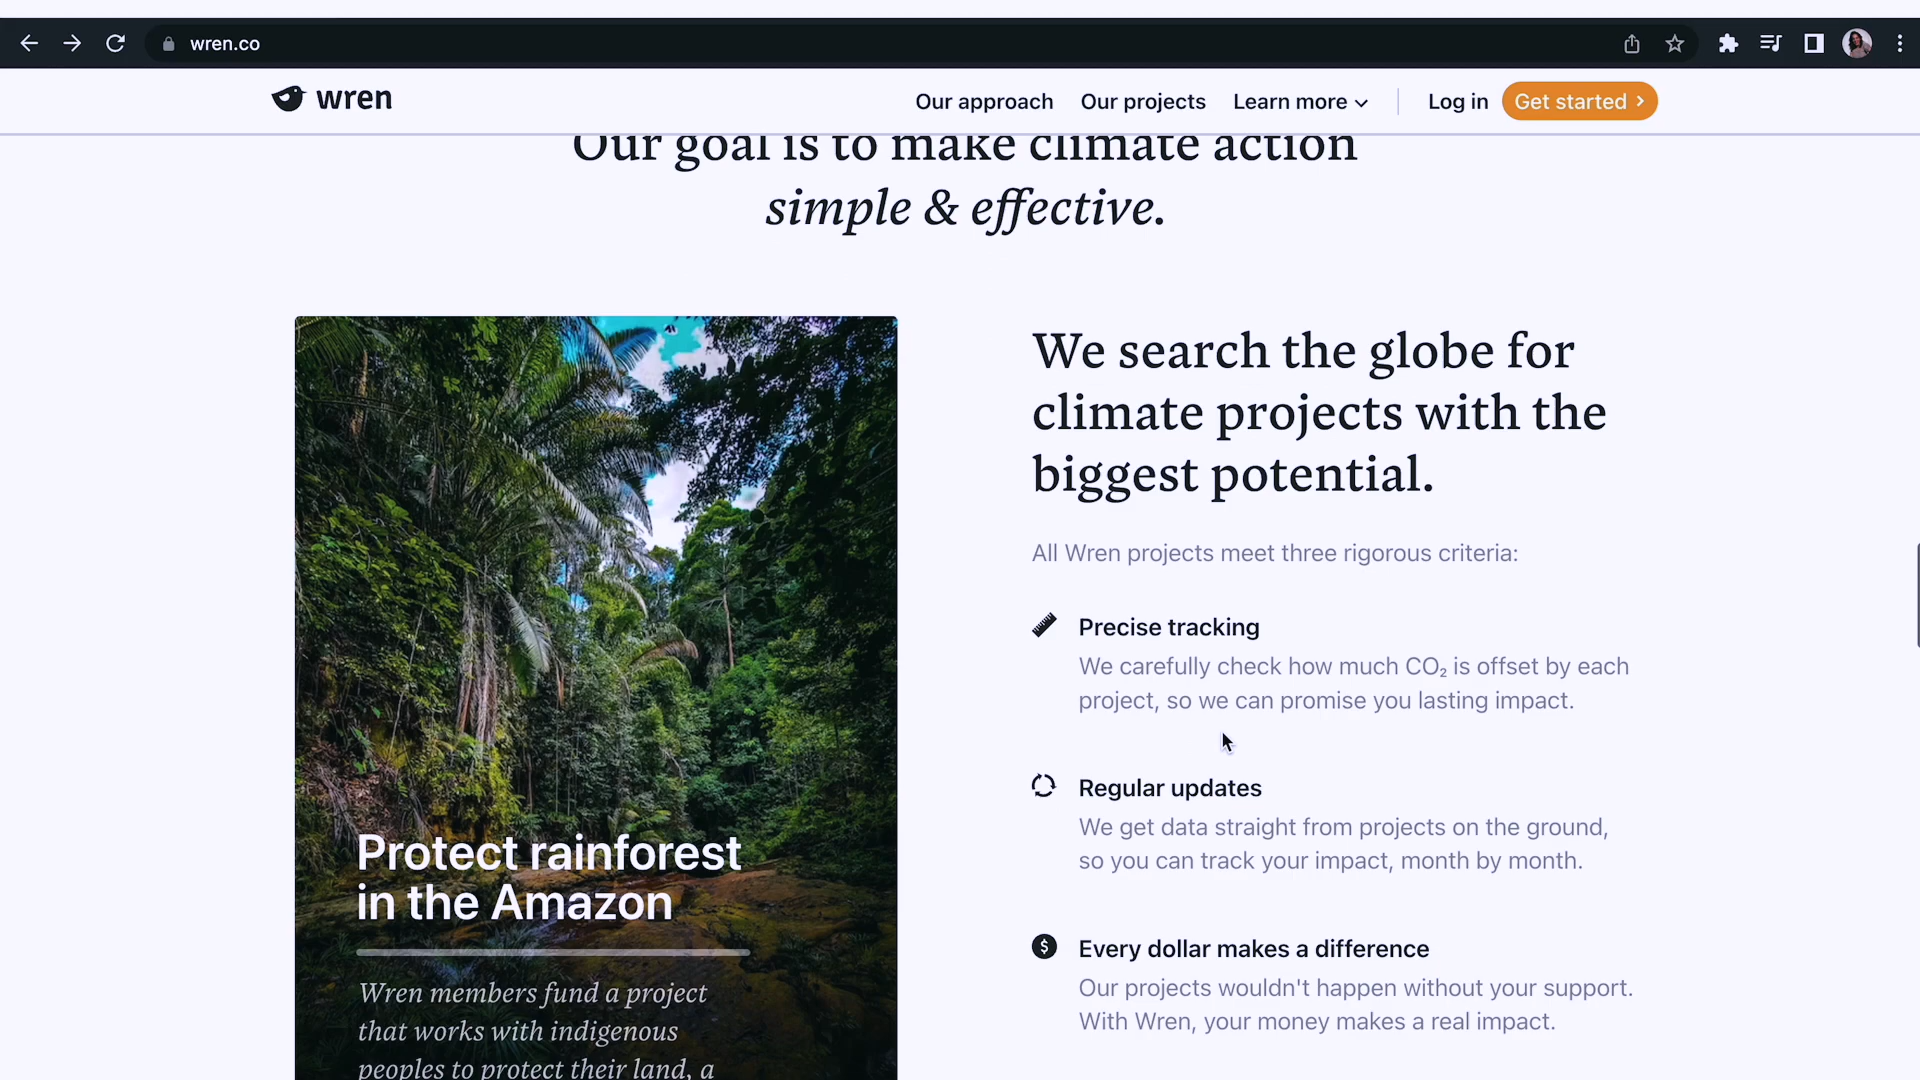 wren.co
wren
Our approach
Our projects
Learn more
Log in
Get started
Our goal is to make climate action
simple & effective.
We search the globe for
climate projects with the
biggest potential.
All Wren projects meet three rigorous criteria:
Precise tracking
We carefully check how much CO₂ is offset by each
project, so we can promise you lasting impact.
Regular updates
We get data straight from projects on the ground,
so you can track your impact, month by month.
$
Every dollar makes a difference
Our projects wouldn't happen without your support.
With Wren, your money makes a real impact.
Protect rainforest
in the Amazon
Wren members fund a project
that works with indigenous
peoples to protect their land, a